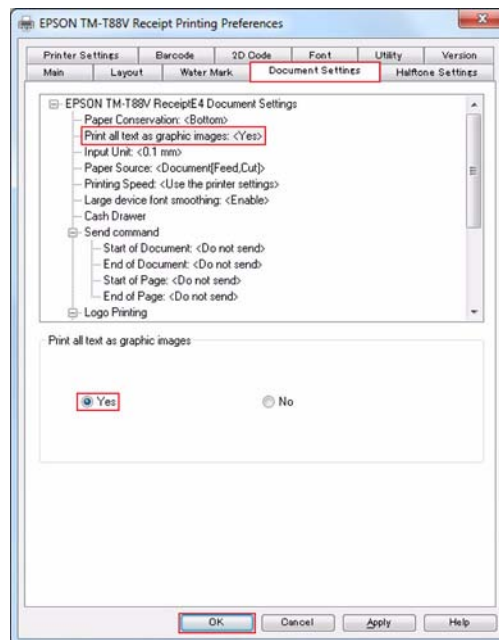 EPSON TM-T88V Receipt Printing Preferences
Printer Settings Barcode 2D Code Font Utility Version
Main Layout Water Mark Document Settings Halftone Settings
EPSON TM-T88V ReceiptE4 Document Settings
Paper Conservation: <Bottom>
Print all text as graphic images: <Yes>
Input Unit: <0.1 mm>
Paper Source: <Document[Feed,Cut]>
Printing Speed: <Use the printer settings>
Large device font smoothing: <Enable>
Cash Drawer
Send command
Start of Document: <Do not send>
End of Document: <Do not send>
Start of Page: <Do not send>
End of Page: <Do not send>
Logo Printing
Print all text as graphic images
Yes No
OK Cancel Apply Help